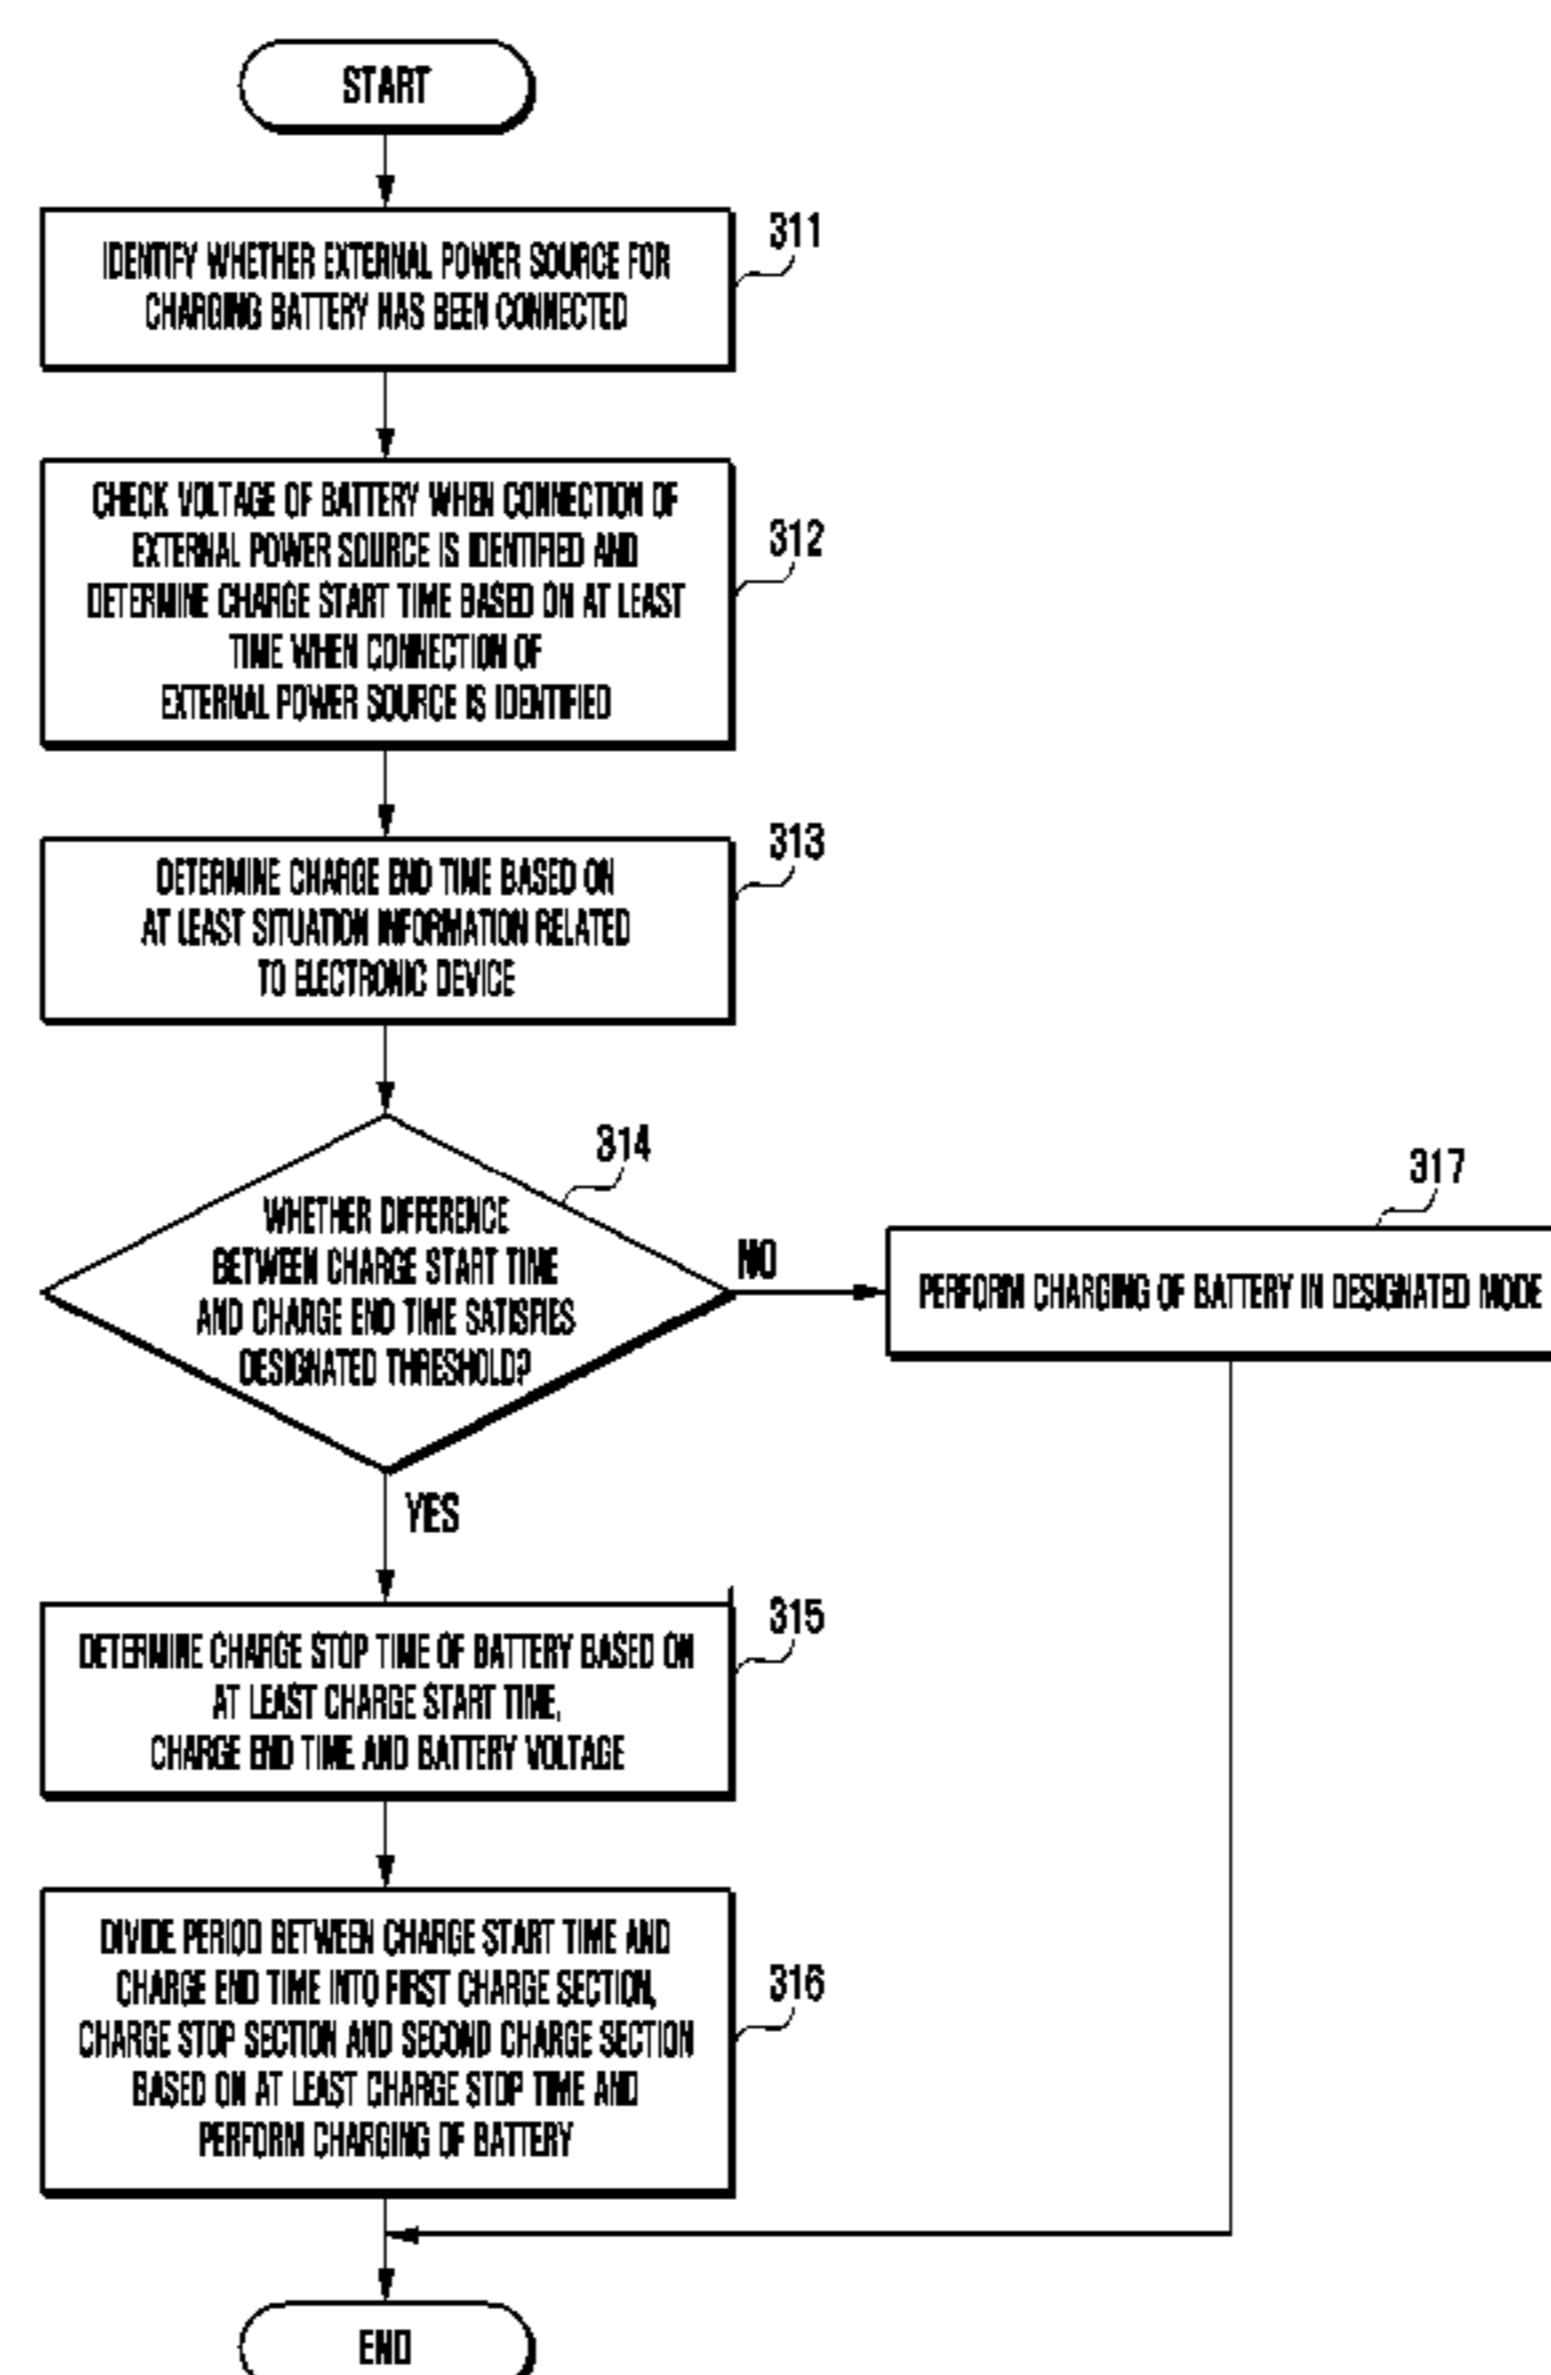 START
311
IDENTIFY WHETHER EXTERNAL POWER SOURCE FOR
CHARGING BATTERY HAS BEEN CONNECTED
312
CHECK VOLTAGE OF BATTERY WHEN CONNECTION OF
EXTERNAL POWER SOURCE IS IDENTIFIED AND
DETERMINE CHARGE START TIME BASED ON AT LEAST
TIME WHEN CONNECTION OF
EXTERNAL POWER SOURCE IS IDENTIFIED
313
DETERMINE CHARGE END TIME BASED ON
AT LEAST SITUATION INFORMATION RELATED
TO ELECTRONIC DEVICE
314
WHETHER DIFFERENCE
BETWEEN CHARGE START TIME
AND CHARGE END TIME SATISFIES
DESIGNATED THRESHOLD?
NO
317
PERFORM CHARGING OF BATTERY IN DESIGNATED MODE
YES
315
DETERMINE CHARGE STOP TIME OF BATTERY BASED ON
AT LEAST CHARGE START TIME,
CHARGE END TIME AND BATTERY VOLTAGE
316
DIVIDE PERIOD BETWEEN CHARGE START TIME AND
CHARGE END TIME INTO FIRST CHARGE SECTION,
CHARGE STOP SECTION AND SECOND CHARGE SECTION
BASED ON AT LEAST CHARGE STOP TIME AND
PERFORM CHARGING OF BATTERY
END